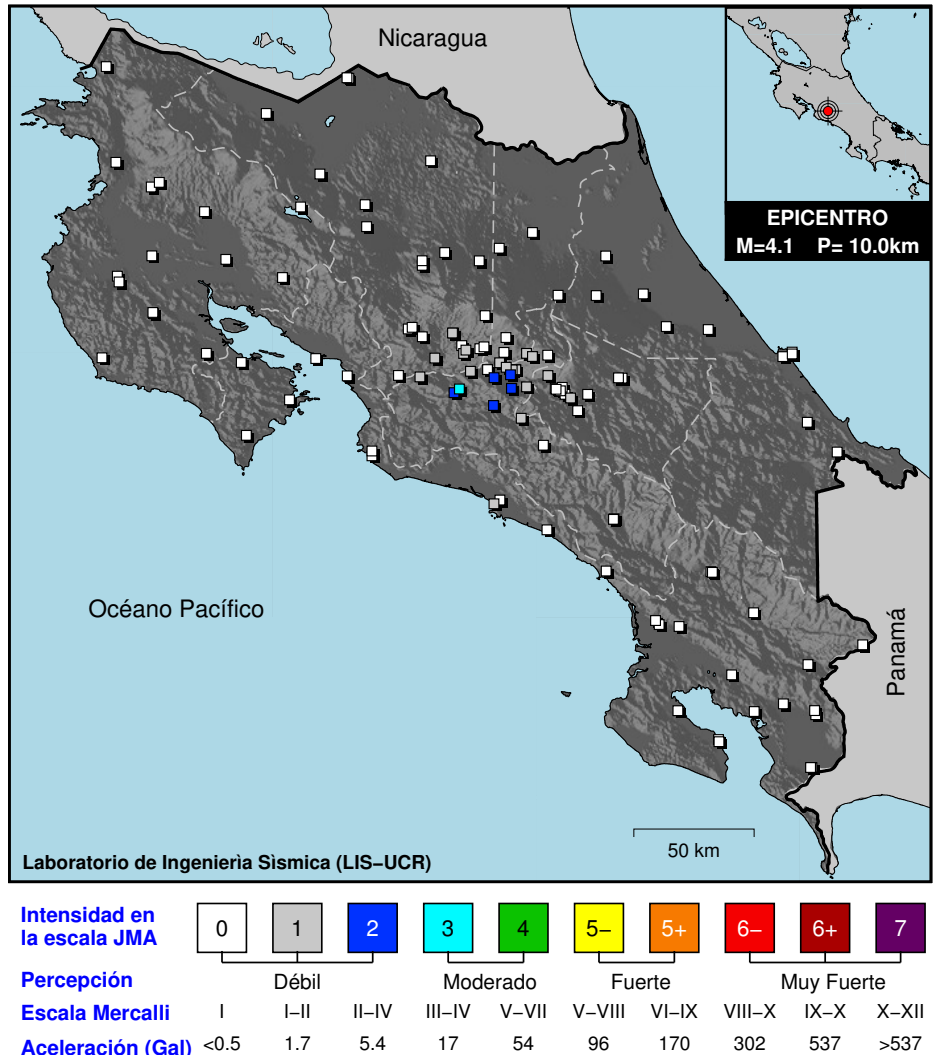 Nicaragua
EPICENTRO
M=4.1 P= 10.0km
Océano Pacífico
Panamá
50 km
Laboratorio de Ingenierìa Sìsmica (LIS−UCR)
Intensidad en
la escala JMA
0 1 2 3 4 5− 5+ 6− 6+ 7
Percepción Débil Moderado Fuerte Muy Fuerte
Escala Mercalli I I−II II−IV III−IV V−VII V−VIII VI−IX VIII−X IX−X X−XII
Aceleración (Gal) <0.5 1.7 5.4 17 54 96 170 302 537 >537